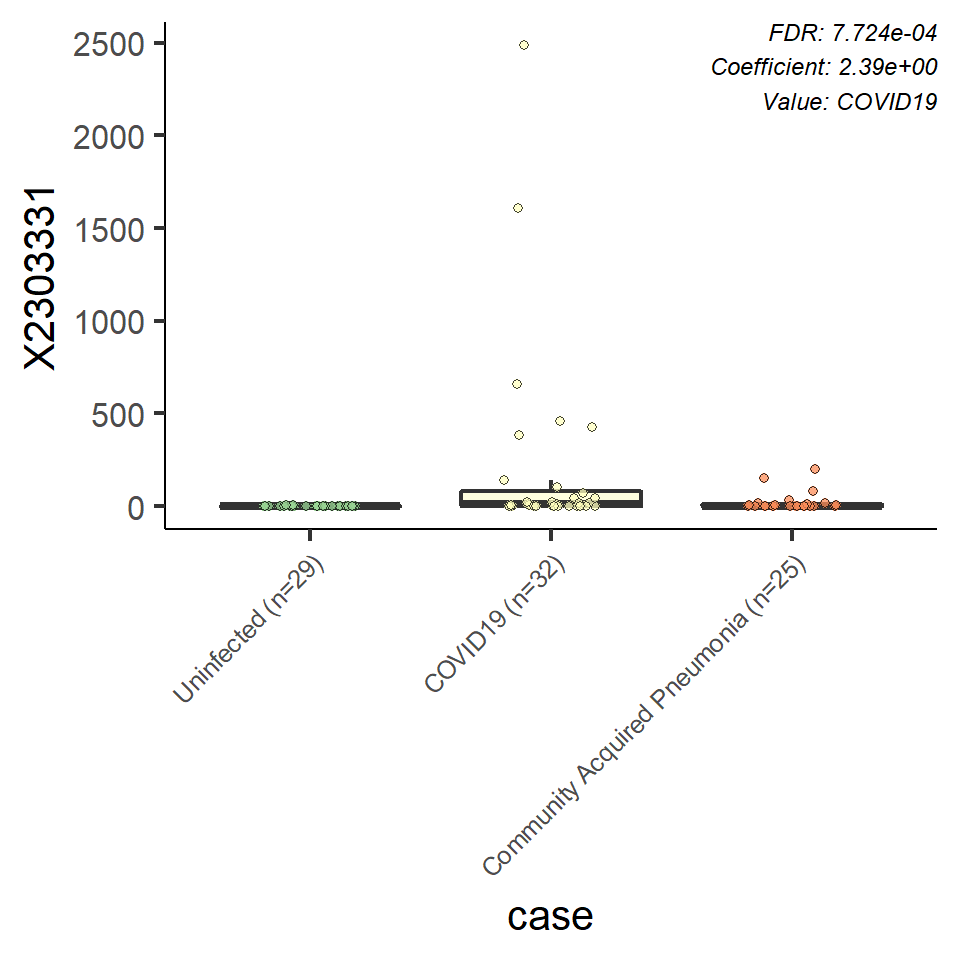 FDR: 7.724e-04
Coefficient: 2.39e+00
Value: COVID19
2500
2000
1500
1000
500
0
X2303331
Uninfected (n=29)
COVID19 (n=32)
Community Acquired Pneumonia (n=25)
case